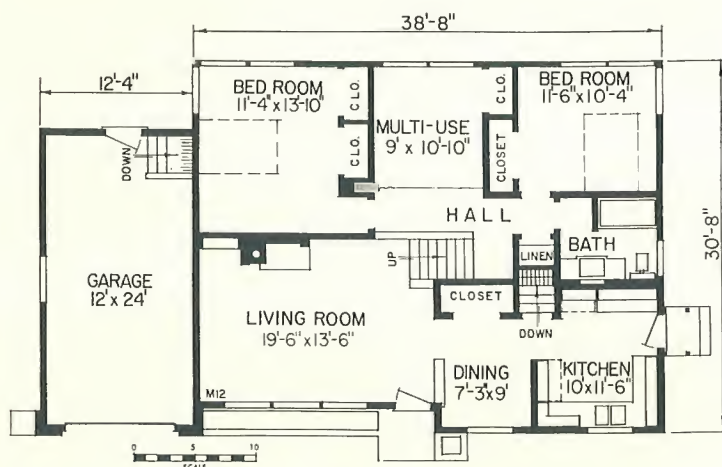 38'-8"
12'-4"
BED ROOM
11'-4"x13'-10"
CLO.
CLO.
MULTI-USE
9' x 10'-10"
CLO.
CLOSET
BED ROOM
11'-6"x10'-4"
DOWN
30'-8"
HALL
BATH
LINEN
UP
GARAGE
12'x 24'
CLOSET
DOWN
LIVING ROOM
19'-6"x13'-6"
DINING
7'-3"x9'
KITCHEN
10'x11'-6"
M12
0 5 10
SCALE